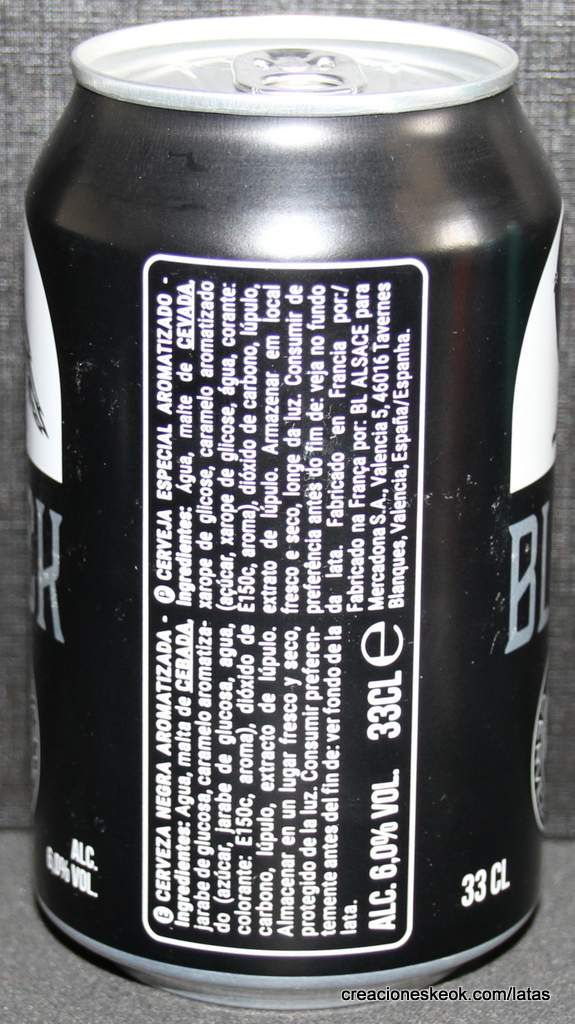 E CERVEZA NEGRA AROMATIZADA -
Ingredientes: Agua, malta de CEBADA,
jarabe de glucosa, caramelo aromatiza-
do (azúcar, jarabe de glucosa, agua,
colorante: E150c, aroma), dióxido de
carbono, lúpulo, extracto de lúpulo.
Almacenar en un lugar fresco y seco,
protegido de la luz. Consumir preferen-
temente antes del fin de: ver fondo de la
lata.
ALC. 6,0% VOL. 33CL e
P CERVEJA ESPECIAL AROMATIZADO -
Ingredientes: Água, malte de CEVADA,
xarope de glicose, caramelo aromatizado
(açúcar, xarope de glicose, água, corante:
E150c, aroma), dióxido de carbono, lúpulo,
extrato de lúpulo. Armazenar em local
fresco e seco, longe da luz. Consumir de
preferência antes do fim de: veja no fundo
da lata. Fabricado en Francia por:/
Fabricado na França por: BL ALSACE para
Mercadona S.A., Valencia 5, 46016 Tavernes
Blanques, Valencia, España/Espanha.
ALC.
6,0% VOL.
33 CL
BL
creacioneskeok.com/latas